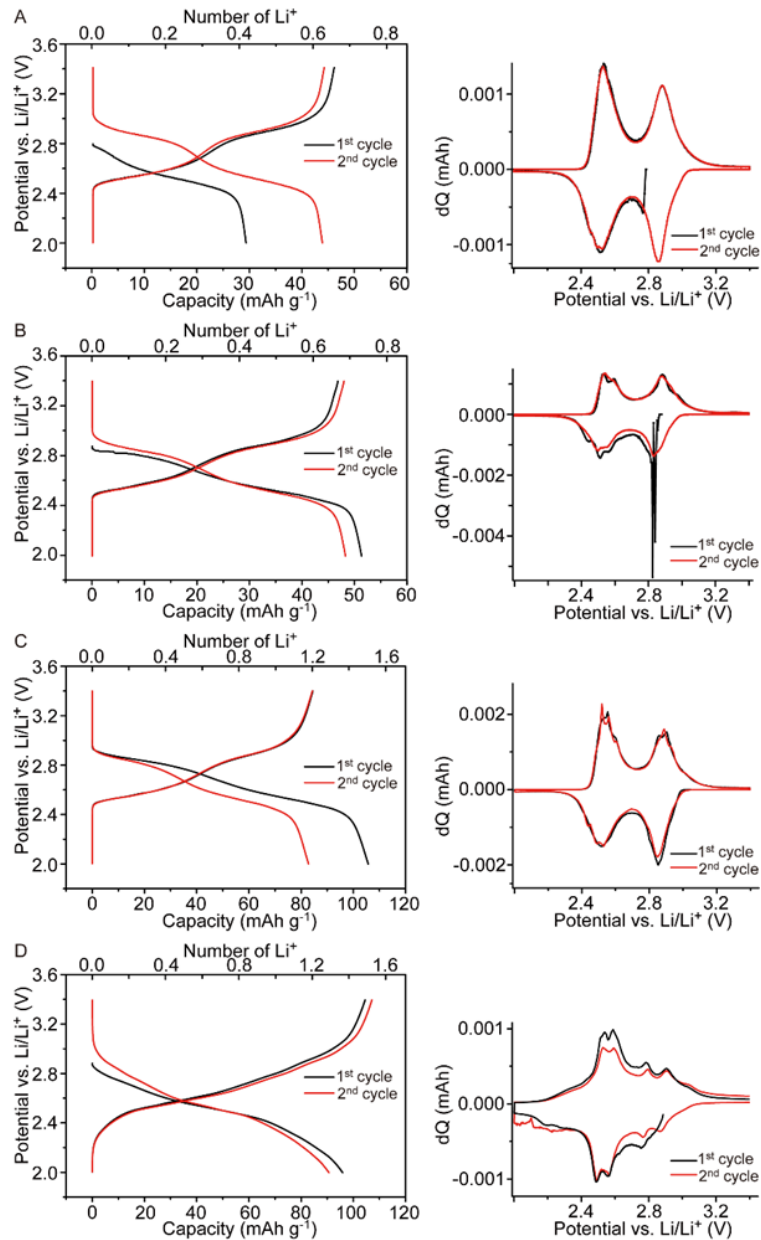 A
Number of Li⁺
0.0 0.2 0.4 0.6 0.8
3.6
3.2
2.8
2.4
2.0
Potential vs. Li/Li⁺ (V)
1st cycle
2nd cycle
0 10 20 30 40 50 60
Capacity (mAh g⁻¹)
0.001
0.000
-0.001
dQ (mAh)
1st cycle
2nd cycle
2.4 2.8 3.2
Potential vs. Li/Li⁺ (V)
B
Number of Li⁺
0.0 0.2 0.4 0.6 0.8
3.6
3.2
2.8
2.4
2.0
Potential vs. Li/Li⁺ (V)
1st cycle
2nd cycle
0 10 20 30 40 50 60
Capacity (mAh g⁻¹)
0.000
-0.002
-0.004
dQ (mAh)
1st cycle
2nd cycle
2.4 2.8 3.2
Potential vs. Li/Li⁺ (V)
C
Number of Li⁺
0.0 0.4 0.8 1.2 1.6
3.6
3.2
2.8
2.4
2.0
Potential vs. Li/Li⁺ (V)
1st cycle
2nd cycle
0 20 40 60 80 100 120
Capacity (mAh g⁻¹)
0.002
0.000
-0.002
dQ (mAh)
1st cycle
2nd cycle
2.4 2.8 3.2
Potential vs. Li/Li⁺ (V)
D
Number of Li⁺
0.0 0.4 0.8 1.2 1.6
3.6
3.2
2.8
2.4
2.0
Potential vs. Li/Li⁺ (V)
1st cycle
2nd cycle
0 20 40 60 80 100 120
Capacity (mAh g⁻¹)
0.001
0.000
-0.001
dQ (mAh)
1st cycle
2nd cycle
2.4 2.8 3.2
Potential vs. Li/Li⁺ (V)